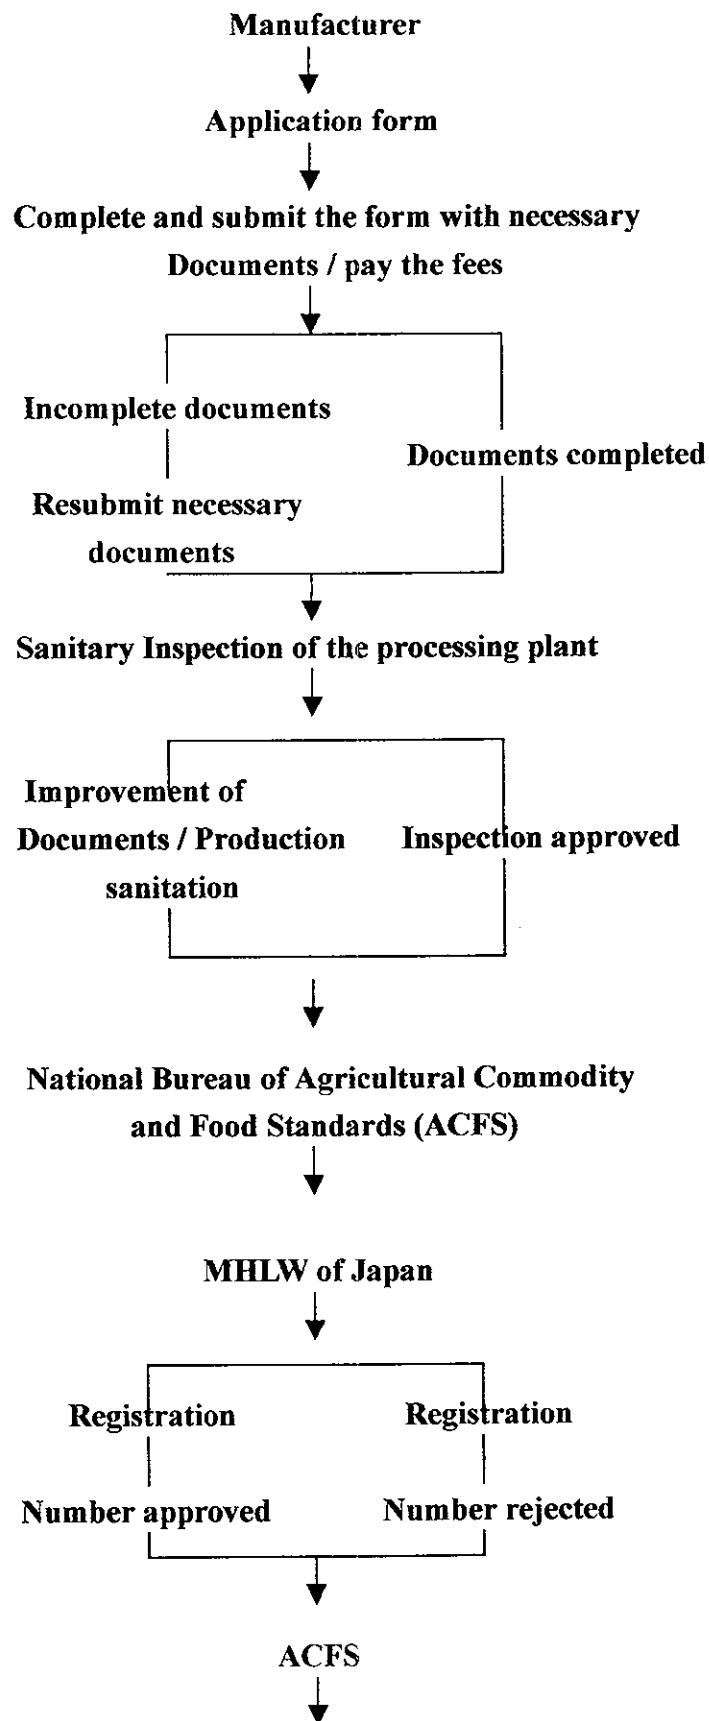 Manufacturer
Application form
Complete and submit the form with necessary
Documents / pay the fees
Incomplete documents
Documents completed
Resubmit necessary
documents
Sanitary Inspection of the processing plant
Improvement of
Documents / Production
sanitation
Inspection approved
National Bureau of Agricultural Commodity
and Food Standards (ACFS)
MHLW of Japan
Registration
Number approved
Registration
Number rejected
ACFS